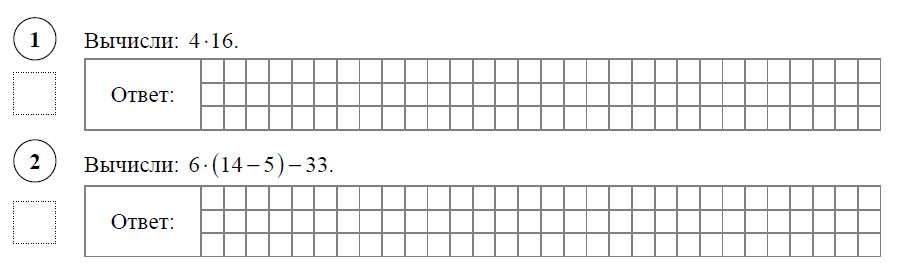 1
Вычисли: 4·16.
Ответ:
2
Вычисли: 6·(14−5)−33.
Ответ: